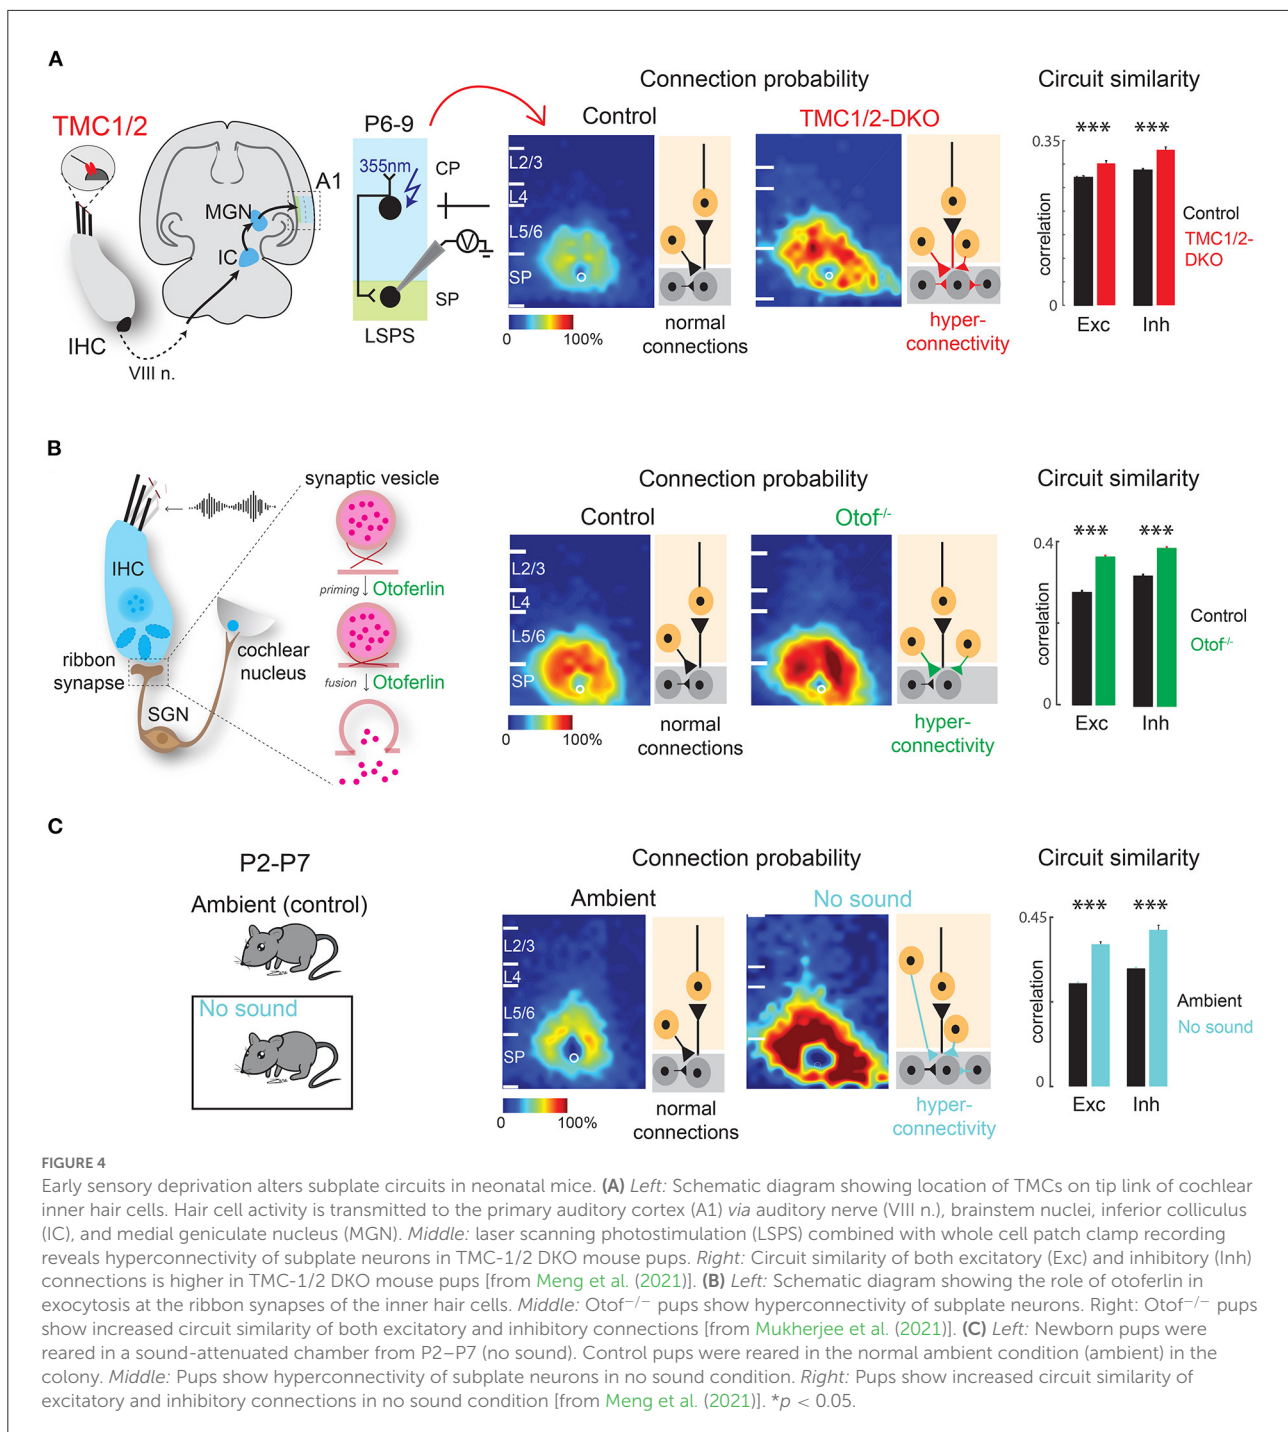 A
TMC1/2
IHC
VIII n.
MGN
IC
A1
P6-9
355nm
CP
V
SP
LSPS
Connection probability
Control
TMC1/2-DKO
L2/3
L4
L5/6
SP
0 100%
normal
connections
hyper-
connectivity
Circuit similarity
0.35
*** ***
correlation
0
Exc Inh
Control
TMC1/2-
DKO
B
IHC
ribbon
synapse
SGN
cochlear
nucleus
synaptic vesicle
priming Otoferlin
fusion Otoferlin
Connection probability
Control
Otof-/-
L2/3
L4
L5/6
SP
0 100%
normal
connections
hyper-
connectivity
Circuit similarity
0.4
*** ***
correlation
0
Exc Inh
Control
Otof-/-
C
P2-P7
Ambient (control)
No sound
Connection probability
Ambient
No sound
L2/3
L4
L5/6
SP
0 100%
normal
connections
hyper-
connectivity
Circuit similarity
0.45
*** ***
correlation
0
Exc Inh
Ambient
No sound
FIGURE 4
Early sensory deprivation alters subplate circuits in neonatal mice. (A) Left: Schematic diagram showing location of TMCs on tip link of cochlear
inner hair cells. Hair cell activity is transmitted to the primary auditory cortex (A1) via auditory nerve (VIII n.), brainstem nuclei, inferior colliculus
(IC), and medial geniculate nucleus (MGN). Middle: laser scanning photostimulation (LSPS) combined with whole cell patch clamp recording
reveals hyperconnectivity of subplate neurons in TMC-1/2 DKO mouse pups. Right: Circuit similarity of both excitatory (Exc) and inhibitory (Inh)
connections is higher in TMC-1/2 DKO mouse pups [from Meng et al. (2021)]. (B) Left: Schematic diagram showing the role of otoferlin in
exocytosis at the ribbon synapses of the inner hair cells. Middle: Otof−/− pups show hyperconnectivity of subplate neurons. Right: Otof−/− pups
show increased circuit similarity of both excitatory and inhibitory connections [from Mukherjee et al. (2021)]. (C) Left: Newborn pups were
reared in a sound-attenuated chamber from P2–P7 (no sound). Control pups were reared in the normal ambient condition (ambient) in the
colony. Middle: Pups show hyperconnectivity of subplate neurons in no sound condition. Right: Pups show increased circuit similarity of
excitatory and inhibitory connections in no sound condition [from Meng et al. (2021)]. *p < 0.05.